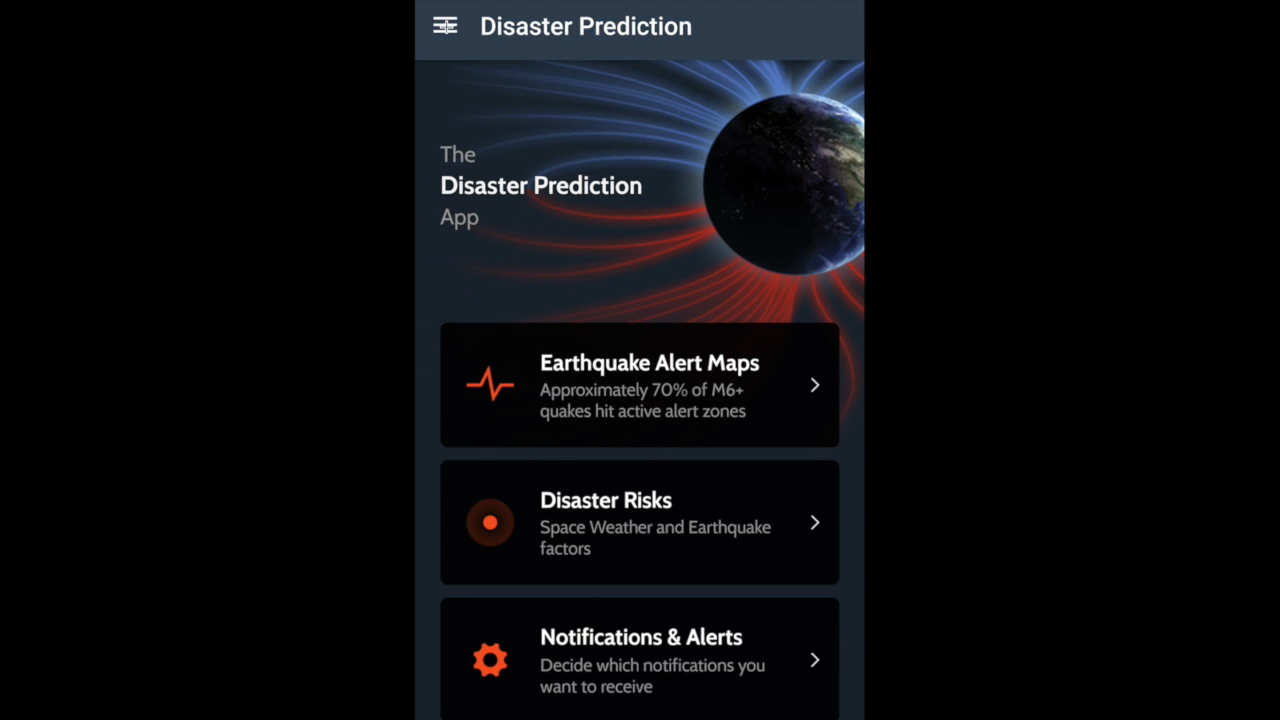 Disaster Prediction
The
Disaster Prediction
App
Earthquake Alert Maps
Approximately 70% of M6+
quakes hit active alert zones
Disaster Risks
Space Weather and Earthquake
factors
Notifications & Alerts
Decide which notifications you
want to receive